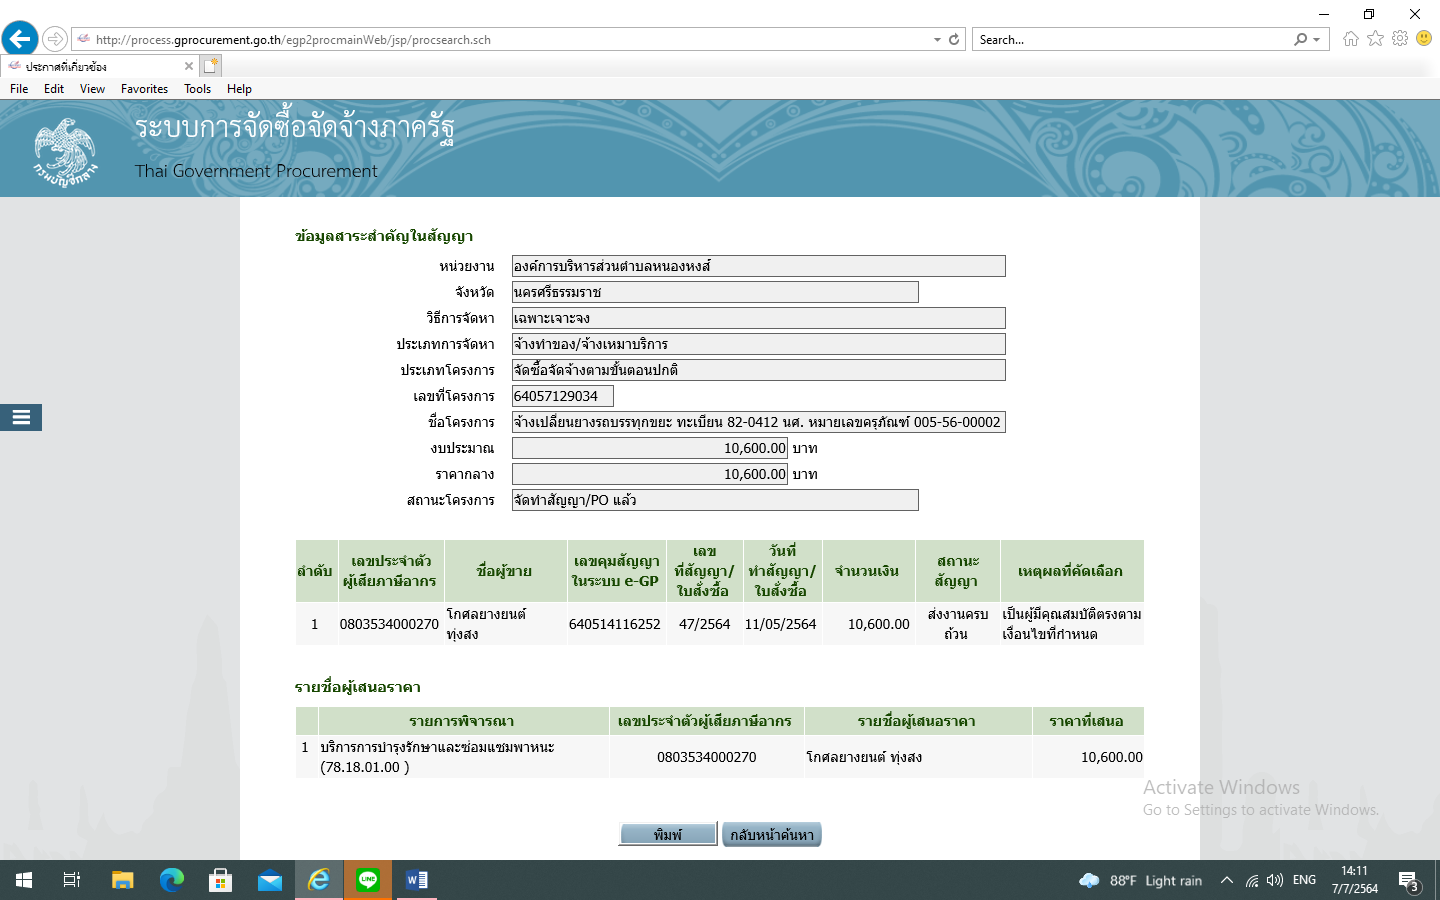 http://process.gprocurement.go.th/egp2procmainWeb/jsp/procsearch.sch
Search...
ประกาศที่เกี่ยวข้อง
File Edit View Favorites Tools Help
ระบบการจัดซื้อจัดจ้างภาครัฐ
Thai Government Procurement
กรมบัญชีกลาง
ข้อมูลสาระสำคัญในสัญญา
หน่วยงาน องค์การบริหารส่วนตำบลหนองหงส์
จังหวัด นครศรีธรรมราช
วิธีการจัดหา เฉพาะเจาะจง
ประเภทการจัดหา จ้างทำของ/จ้างเหมาบริการ
ประเภทโครงการ จัดซื้อจัดจ้างตามขั้นตอนปกติ
เลขที่โครงการ 64057129034
ชื่อโครงการ จ้างเปลี่ยนยางรถบรรทุกขยะ ทะเบียน 82-0412 นศ. หมายเลขครุภัณฑ์ 005-56-00002
งบประมาณ 10,600.00 บาท
ราคากลาง 10,600.00 บาท
สถานะโครงการ จัดทำสัญญา/PO แล้ว
ลำดับ เลขประจำตัว ผู้เสียภาษีอากร ชื่อผู้ขาย เลขคุมสัญญา ในระบบ e-GP เลข ที่สัญญา/ ใบสั่งซื้อ วันที่ ทำสัญญา/ ใบสั่งซื้อ จำนวนเงิน สถานะ สัญญา เหตุผลที่คัดเลือก
1 0803534000270 โกศลยางยนต์ ทุ่งสง 640514116252 47/2564 11/05/2564 10,600.00 ส่งงานครบ ถ้วน เป็นผู้มีคุณสมบัติตรงตาม เงื่อนไขที่กำหนด
รายชื่อผู้เสนอราคา
รายการพิจารณา เลขประจำตัวผู้เสียภาษีอากร รายชื่อผู้เสนอราคา ราคาที่เสนอ
1 บริการการบำรุงรักษาและซ่อมแซมพาหนะ (78.18.01.00 ) 0803534000270 โกศลยางยนต์ ทุ่งสง 10,600.00
Activate Windows
Go to Settings to activate Windows.
พิมพ์ กลับหน้าค้นหา
LINE
88°F Light rain ENG 14:11
7/7/2564
3